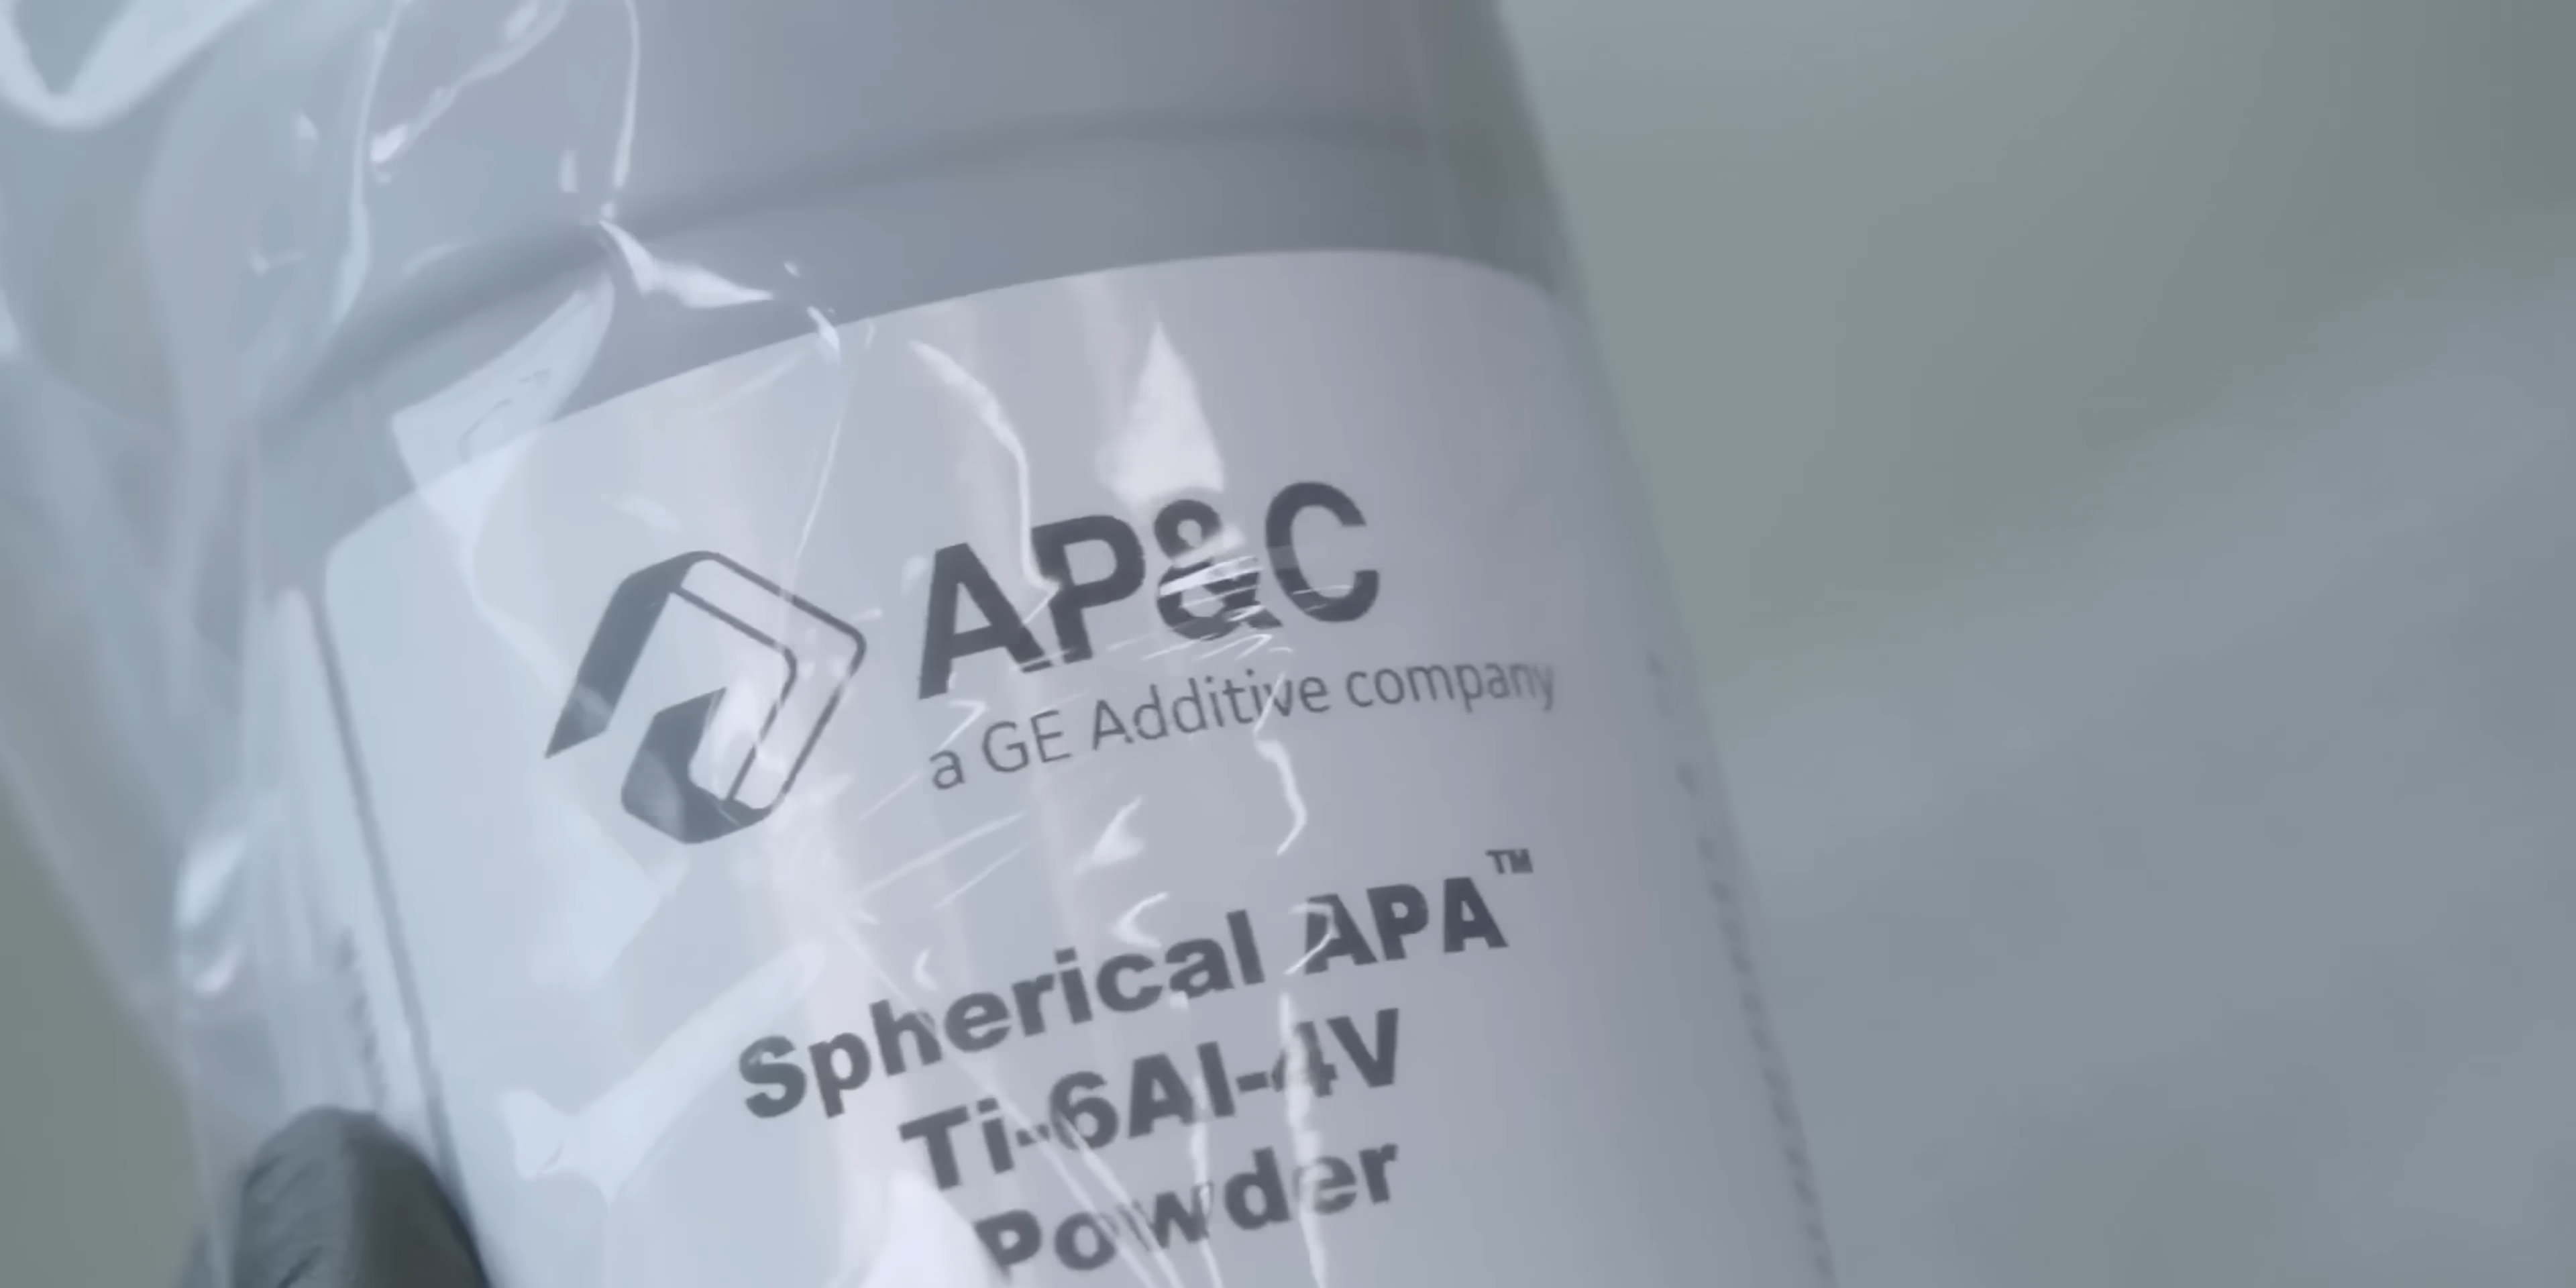 AP&C
a GE Additive company
Spherical APA™
Ti-6Al-4V
Powder